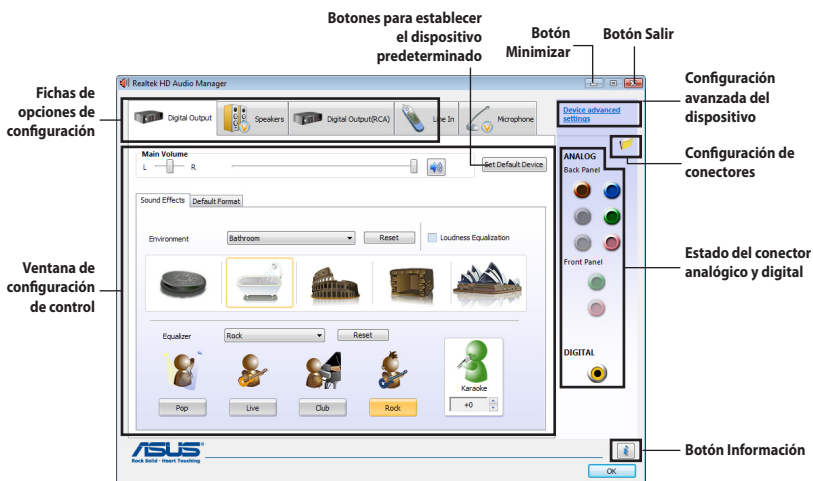 Botones para establecer
el dispositivo
predeterminado
Botón
Minimizar
Botón Salir
Fichas de
opciones de
configuración
Realtek HD Audio Manager
Configuración
avanzada del
dispositivo
Digital Output
Speakers
Digital Output(RCA)
Line In
Microphone
Device advanced
settings
Configuración de
conectores
Main Volume
L
R
Set Default Device
ANALOG
Back Panel
Sound Effects
Default Format
Environment
Bathroom
Reset
Loudness Equalization
Ventana de
configuración
de control
Front Panel
Estado del conector
analógico y digital
Equalizer
Rock
Reset
Karaoke
+0
Pop
Live
Club
Rock
DIGITAL
ASUS
Rock Solid · Heart Touching
Botón Información
OK